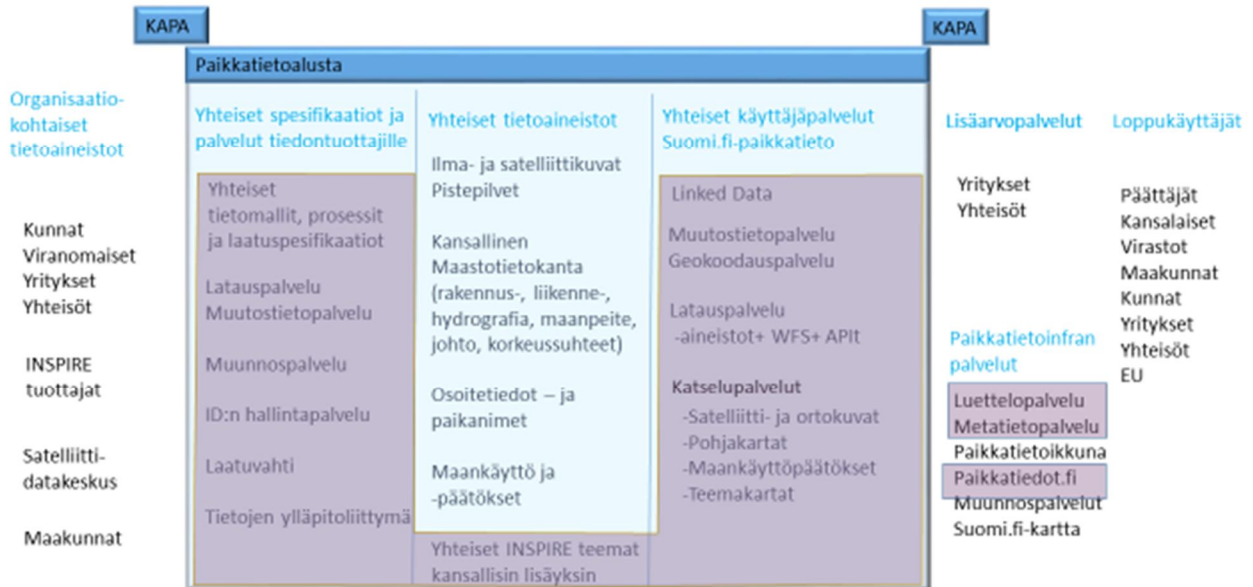 KAPA
KAPA
Paikkatietoalusta
Organisaatio-
kohtaiset
tietoaineistot
Kunnat
Viranomaiset
Yritykset
Yhteisöt
INSPIRE
tuottajat
Satelliitti-
datakeskus
Maakunnat
Yhteiset spesifikaatiot ja
palvelut tiedontuottajille
Yhteiset
tietomallit, prosessit
ja laatuspesifikaatiot
Latauspalvelu
Muutostietopalvelu
Muunnospalvelu
ID:n hallintapalvelu
Laatuvahti
Tietojen ylläpitoliittymä
Yhteiset tietoaineistot
Ilma- ja satelliittikuvat
Pistepilvet
Kansallinen
Maastotietokanta
(rakennus-, liikenne-,
hydrografia, maanpeite,
johto, korkeussuhteet)
Osoitetiedot – ja
paikanimet
Maankäyttö ja
-päätökset
Yhteiset INSPIRE teemat
kansallisin lisäyksin
Yhteiset käyttäjäpalvelut
Suomi.fi-paikkatieto
Linked Data
Muutostietopalvelu
Geokoodauspalvelu
Latauspalvelu
-aineistot+ WFS+ APIt
Katselupalvelut
-Satelliitti- ja ortokuvat
-Pohjakartat
-Maankäyttöpäätökset
-Teemakartat
Lisäarvopalvelut
Yritykset
Yhteisöt
Paikkatietoinfran
palvelut
Luettelopalvelu
Metatietopalvelu
Paikkatietoikkuna
Paikkatiedot.fi
Muunnospalvelut
Suomi.fi-kartta
Loppukäyttäjät
Päättäjät
Kansalaiset
Virastot
Maakunnat
Kunnat
Yritykset
Yhteisöt
EU